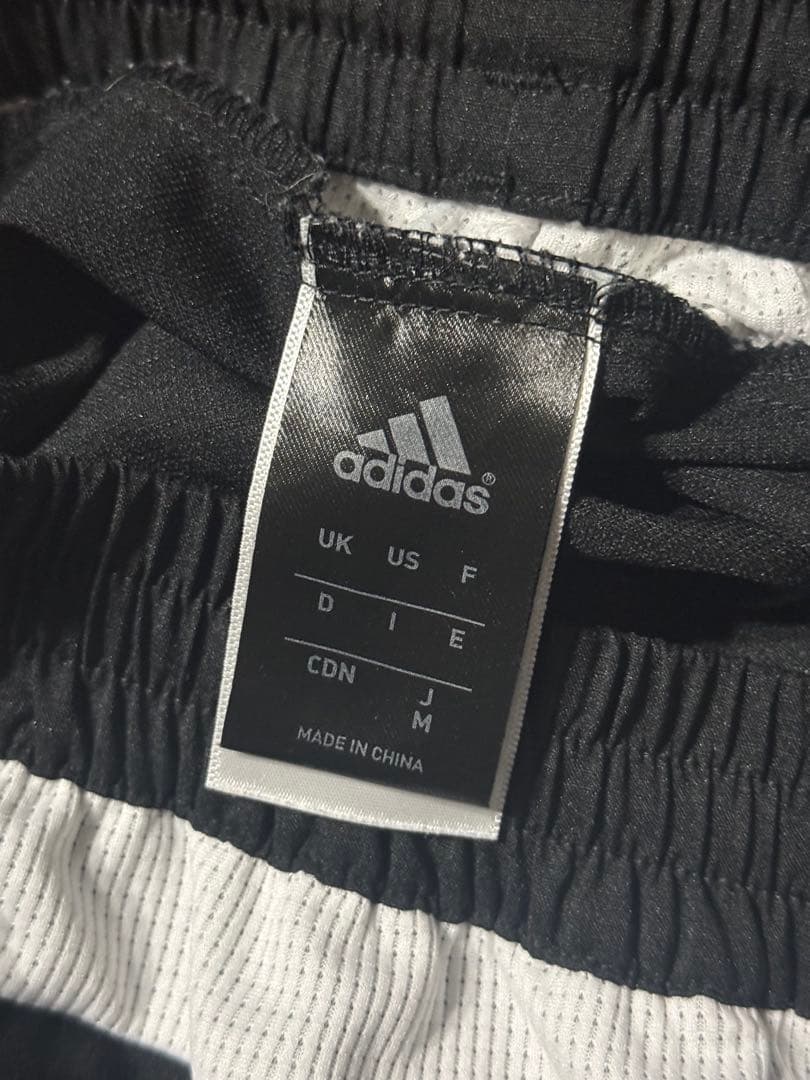 adidas®
UK US F
D I E
CDN J
M
MADE IN CHINA